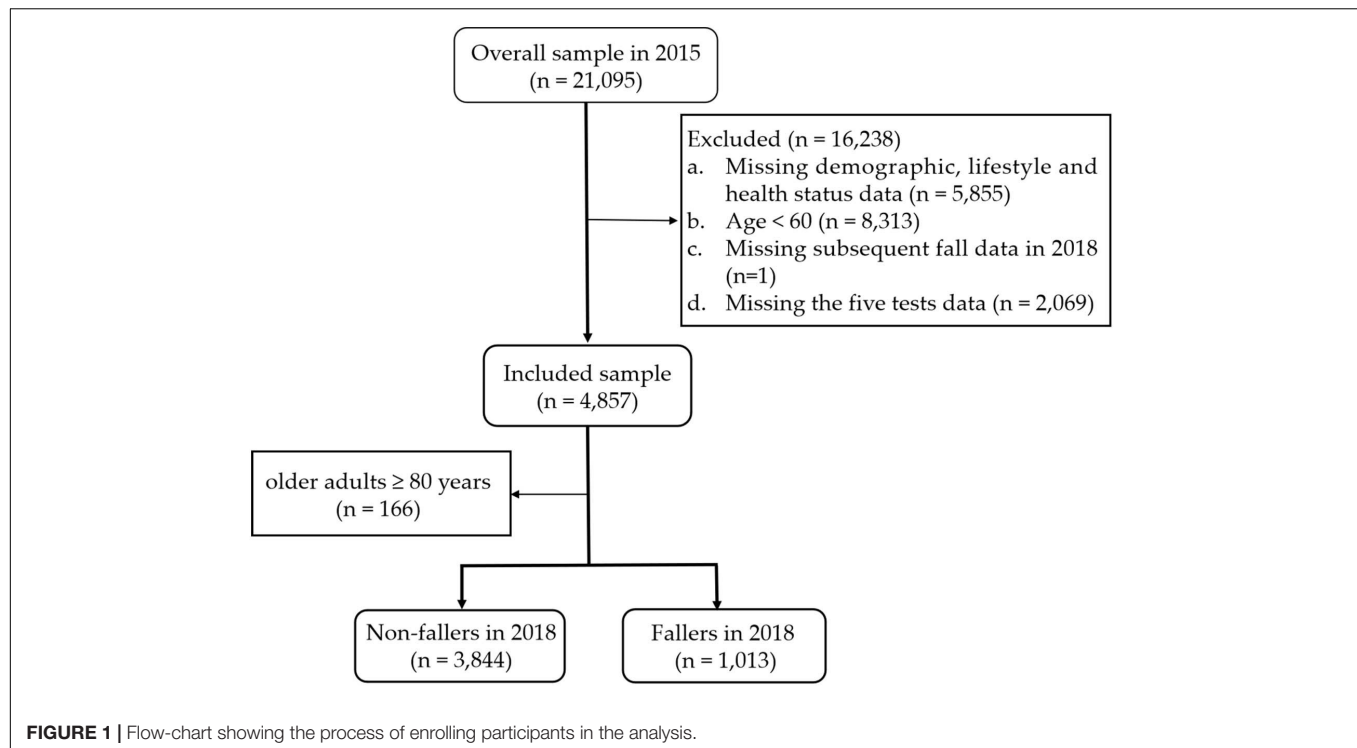 Overall sample in 2015
(n = 21,095)
Excluded (n = 16,238)
a. Missing demographic, lifestyle and
health status data (n = 5,855)
b. Age < 60 (n = 8,313)
c. Missing subsequent fall data in 2018
(n=1)
d. Missing the five tests data (n = 2,069)
Included sample
(n = 4,857)
older adults ≥ 80 years
(n = 166)
Non-fallers in 2018
(n = 3,844)
Fallers in 2018
(n = 1,013)
FIGURE 1 | Flow-chart showing the process of enrolling participants in the analysis.